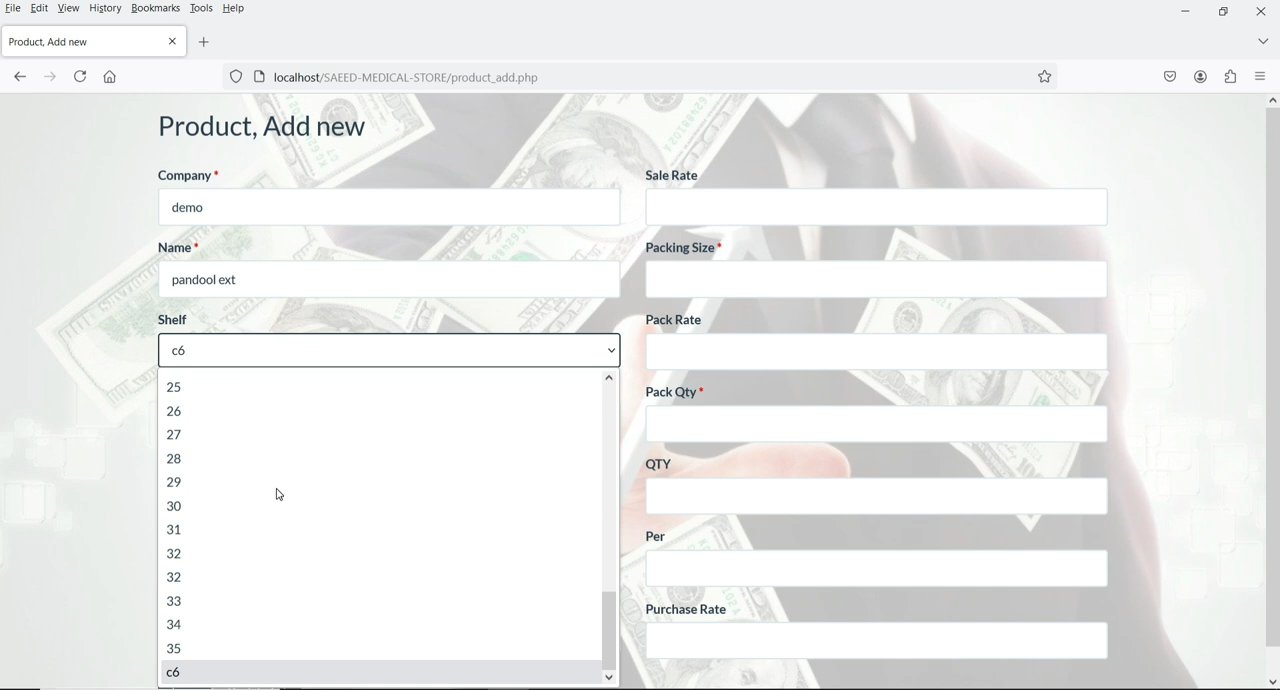 File Edit View History Bookmarks Tools Help
Product, Add new
localhost/SAEED-MEDICAL-STORE/product_add.php
Product, Add new
Company *
demo
Name *
pandool ext
Shelf
c6
25
26
27
28
29
30
31
32
32
33
34
35
c6
Sale Rate
Packing Size *
Pack Rate
Pack Qty *
QTY
Per
Purchase Rate